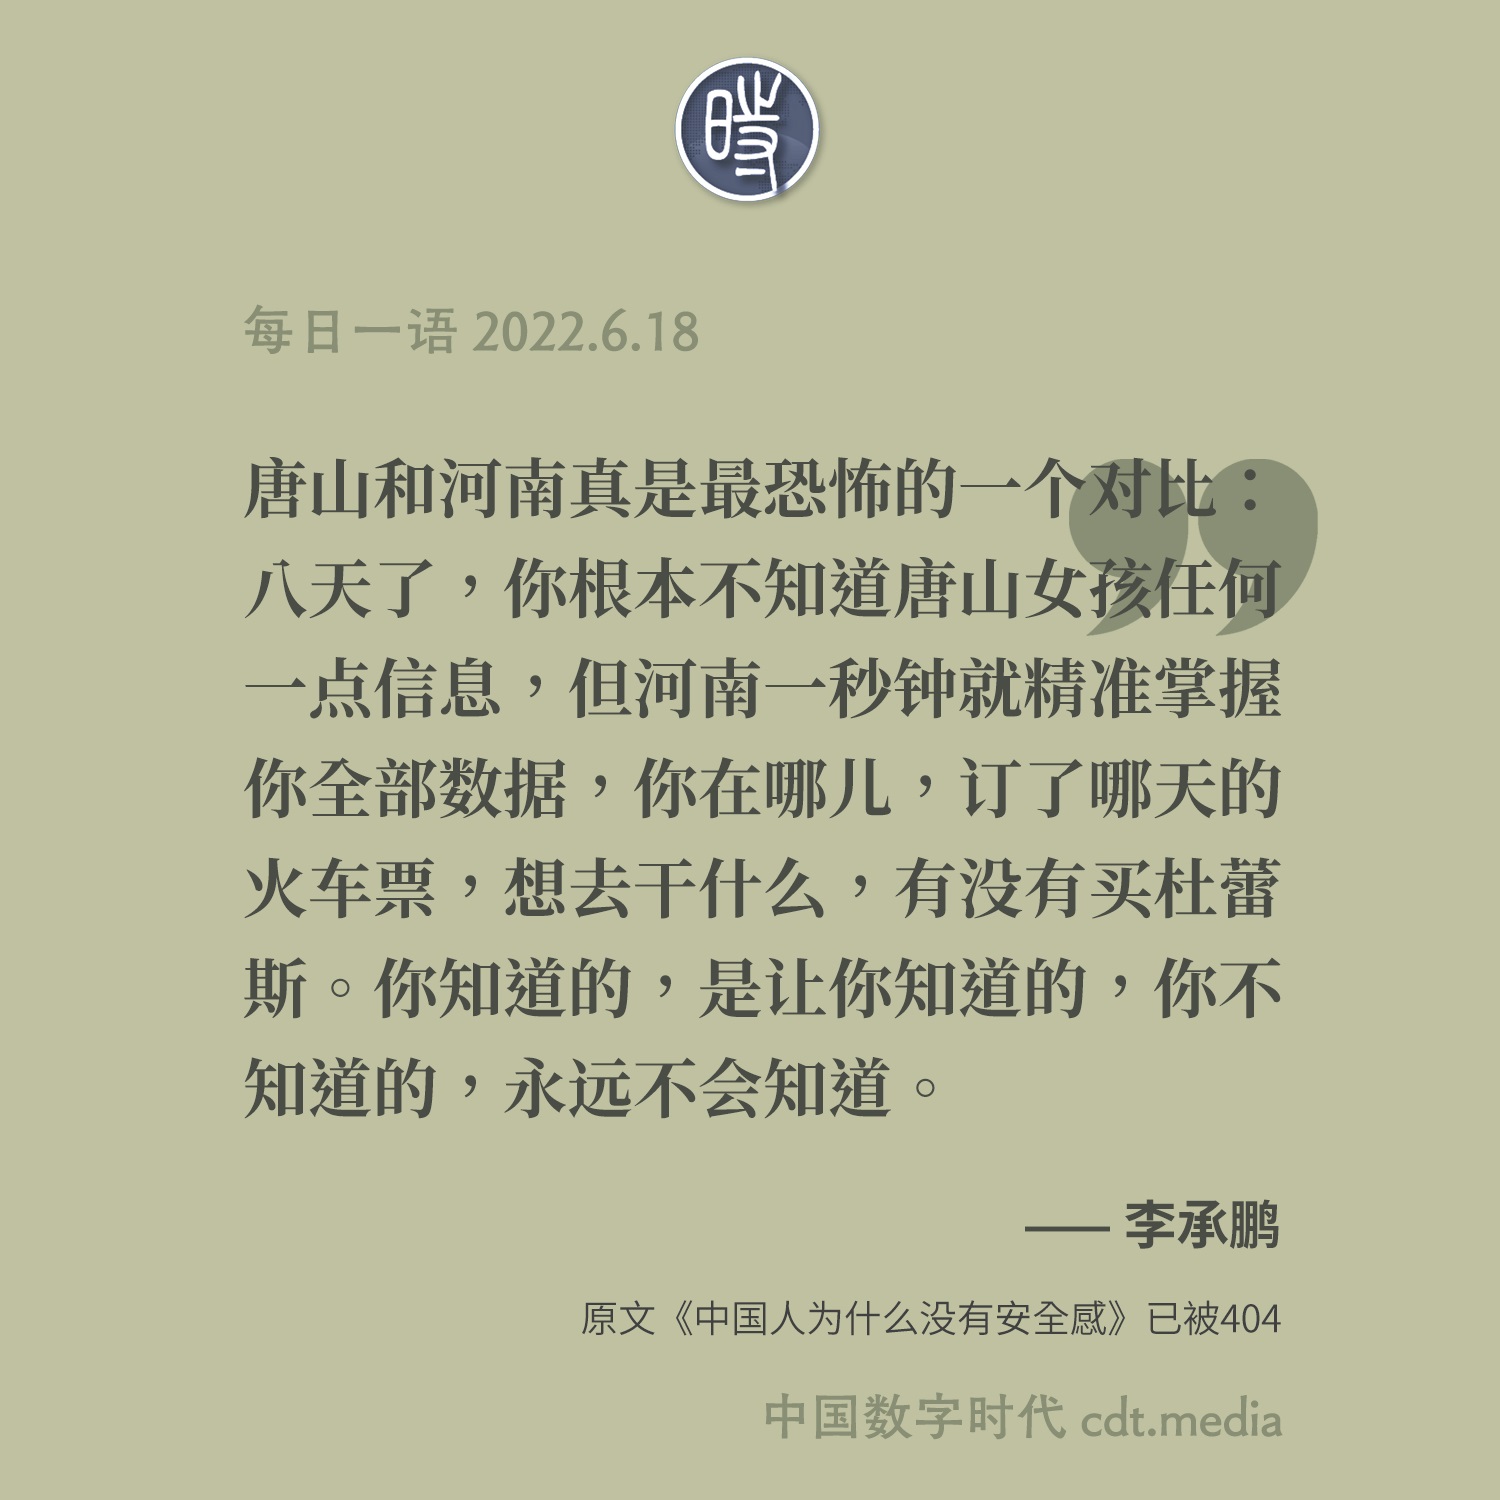 時
每日一语 2022.6.18
唐山和河南真是最恐怖的一个对比：
八天了，你根本不知道唐山女孩任何
一点信息，但河南一秒钟就精准掌握
你全部数据，你在哪儿，订了哪天的
火车票，想去干什么，有没有买杜蕾
斯。你知道的，是让你知道的，你不
知道的，永远不会知道。
—— 李承鹏
原文《中国人为什么没有安全感》已被404
中国数字时代 cdt.media